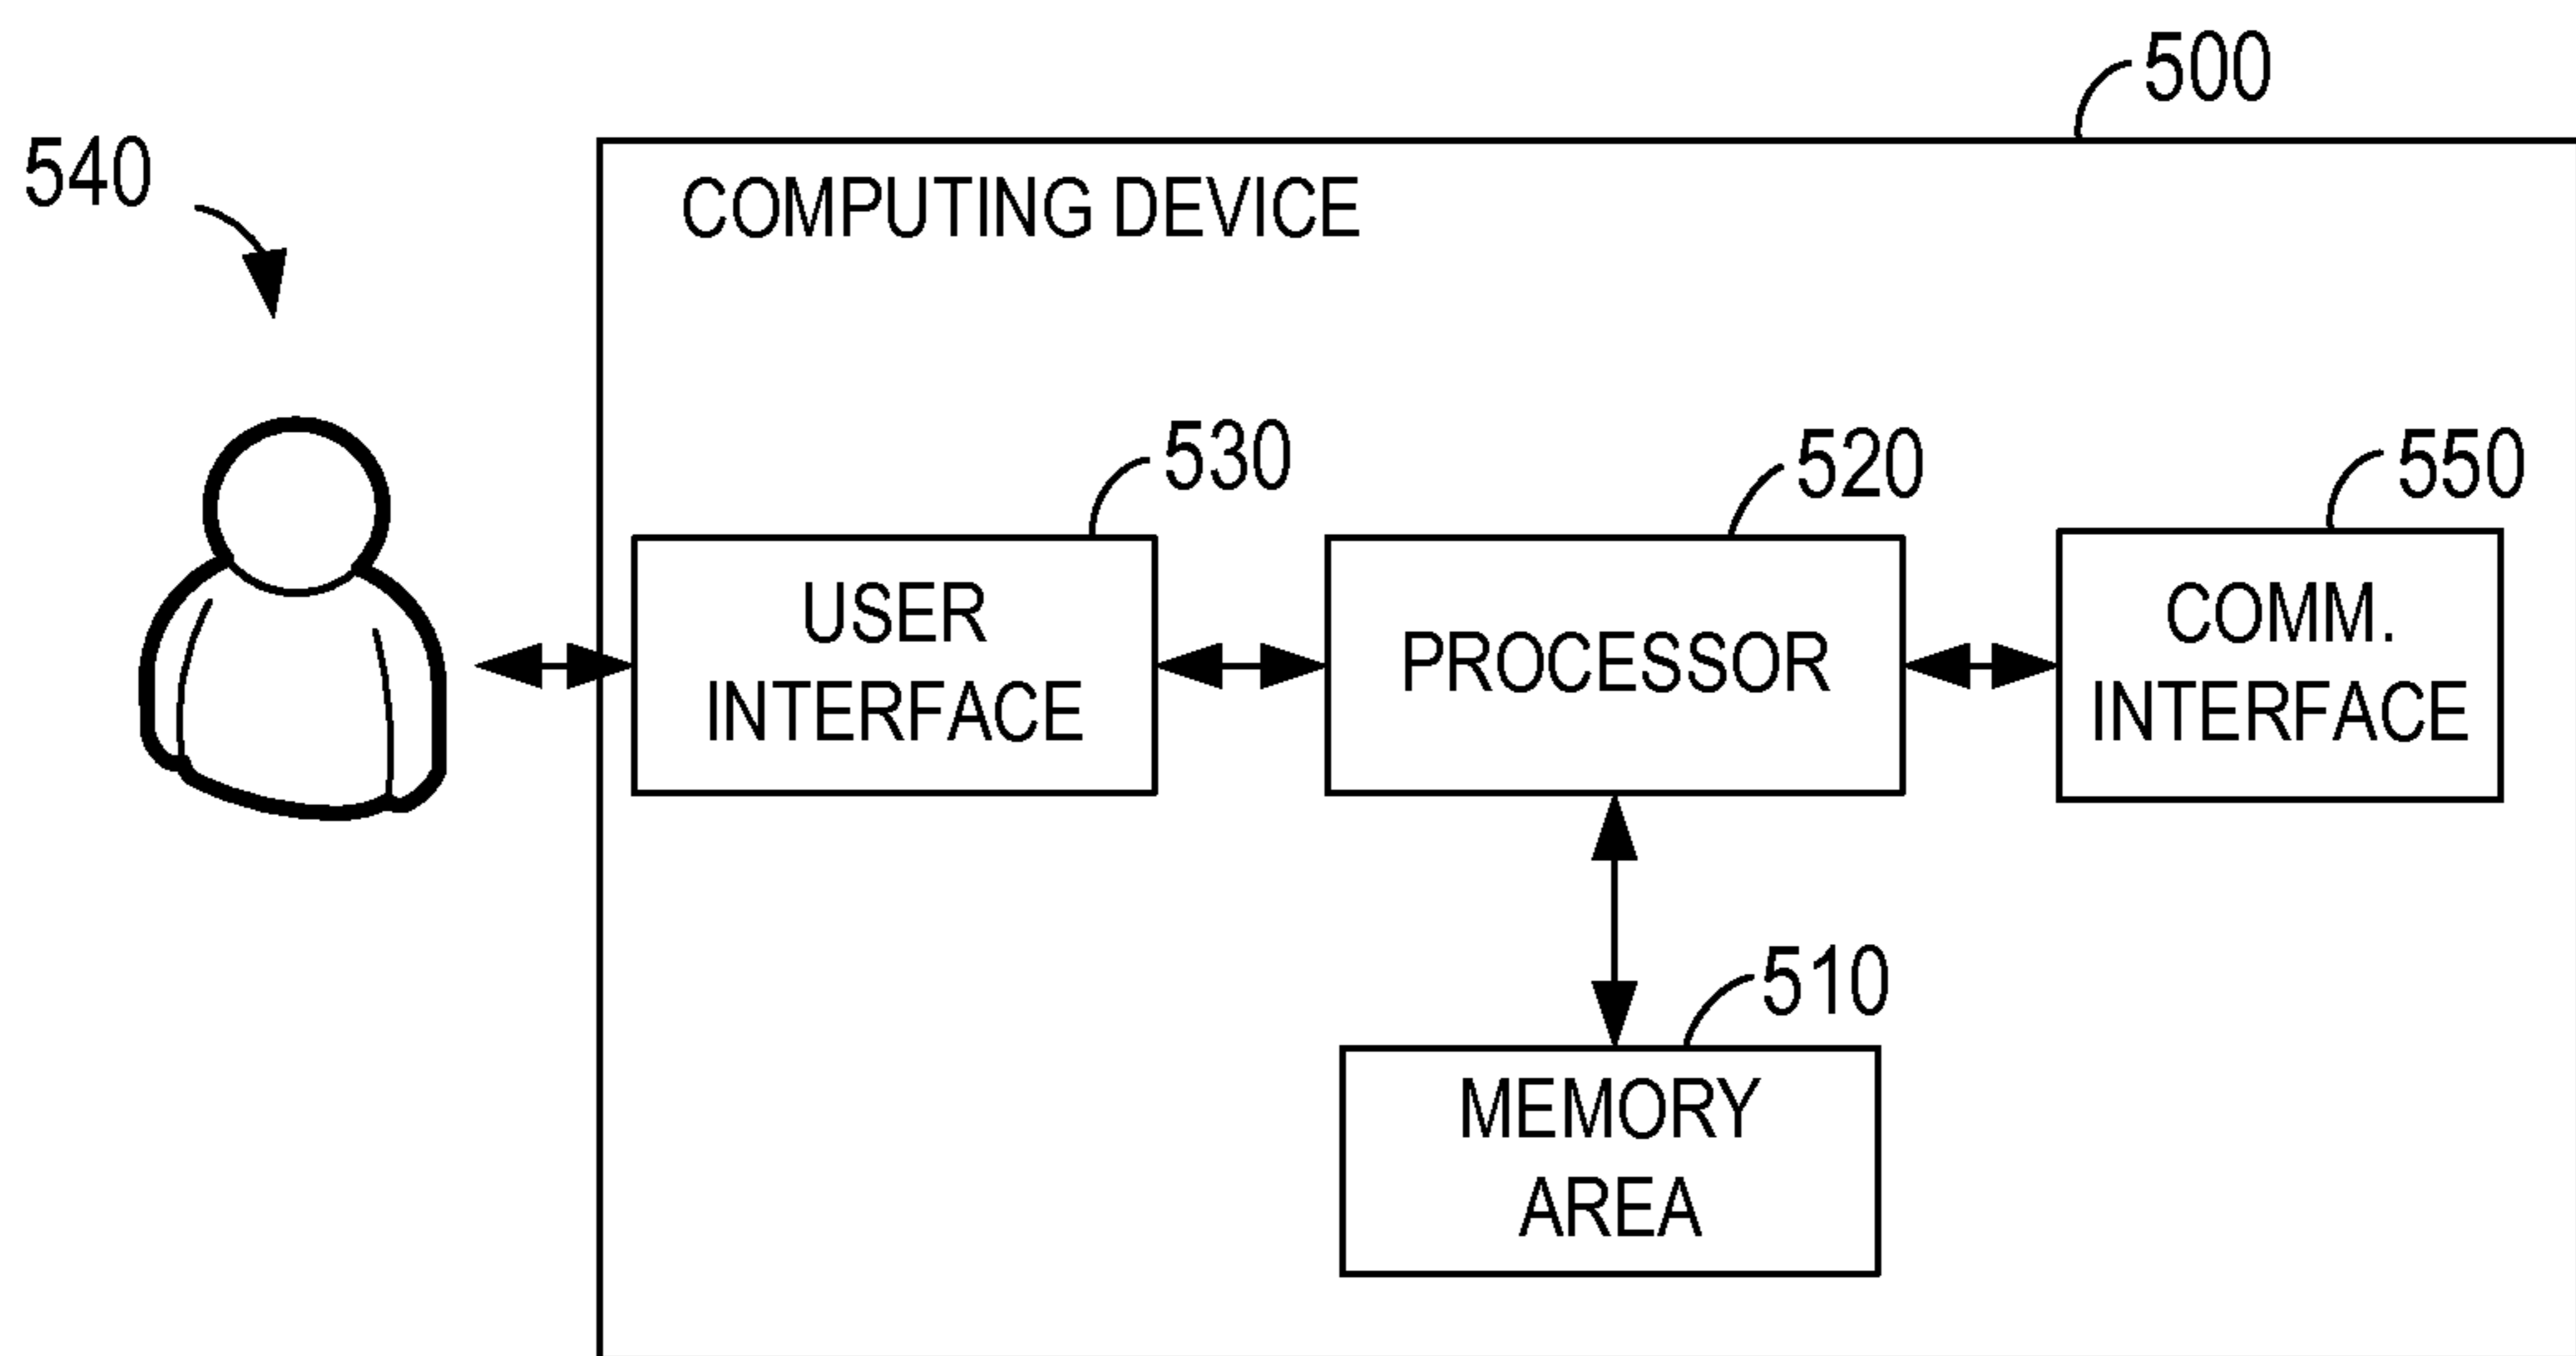 500
540
COMPUTING DEVICE
530
520
550
USER
INTERFACE
PROCESSOR
COMM.
INTERFACE
510
MEMORY
AREA